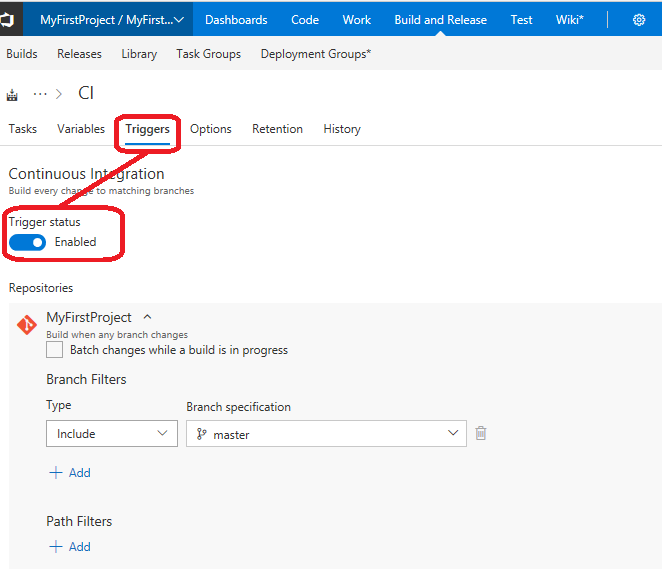 MyFirstProject / MyFirst... Dashboards Code Work Build and Release Test Wiki*
Builds Releases Library Task Groups Deployment Groups*
... > CI
Tasks Variables Triggers Options Retention History
Continuous Integration
Build every change to matching branches
Trigger status
Enabled
Repositories
MyFirstProject
Build when any branch changes
Batch changes while a build is in progress
Branch Filters
Type Branch specification
Include master
+ Add
Path Filters
+ Add